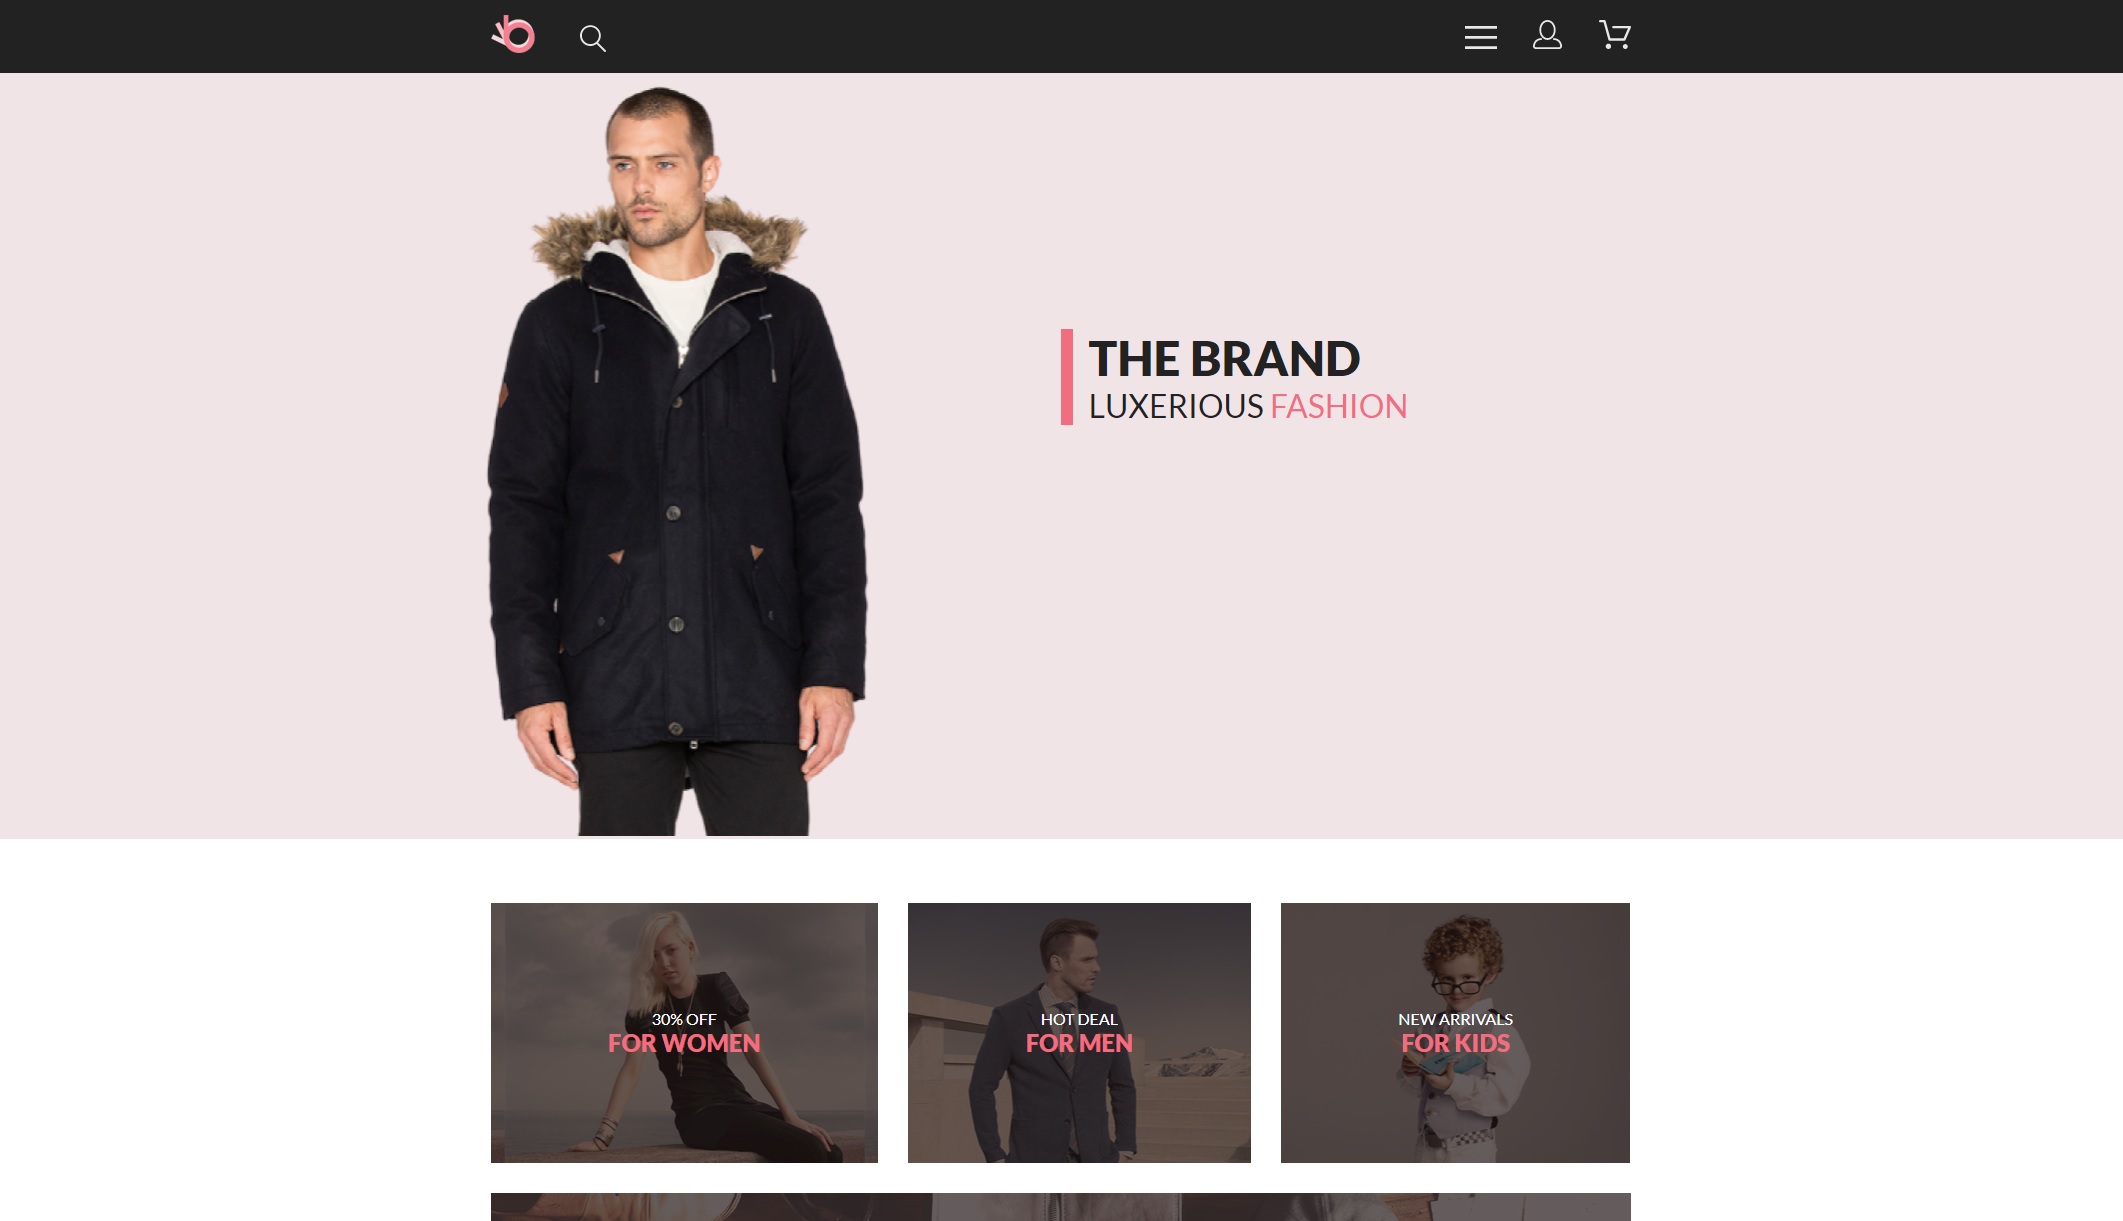 THE BRAND
LUXERIOUS FASHION
30% OFF
FOR WOMEN
HOT DEAL
FOR MEN
NEW ARRIVALS
FOR KIDS